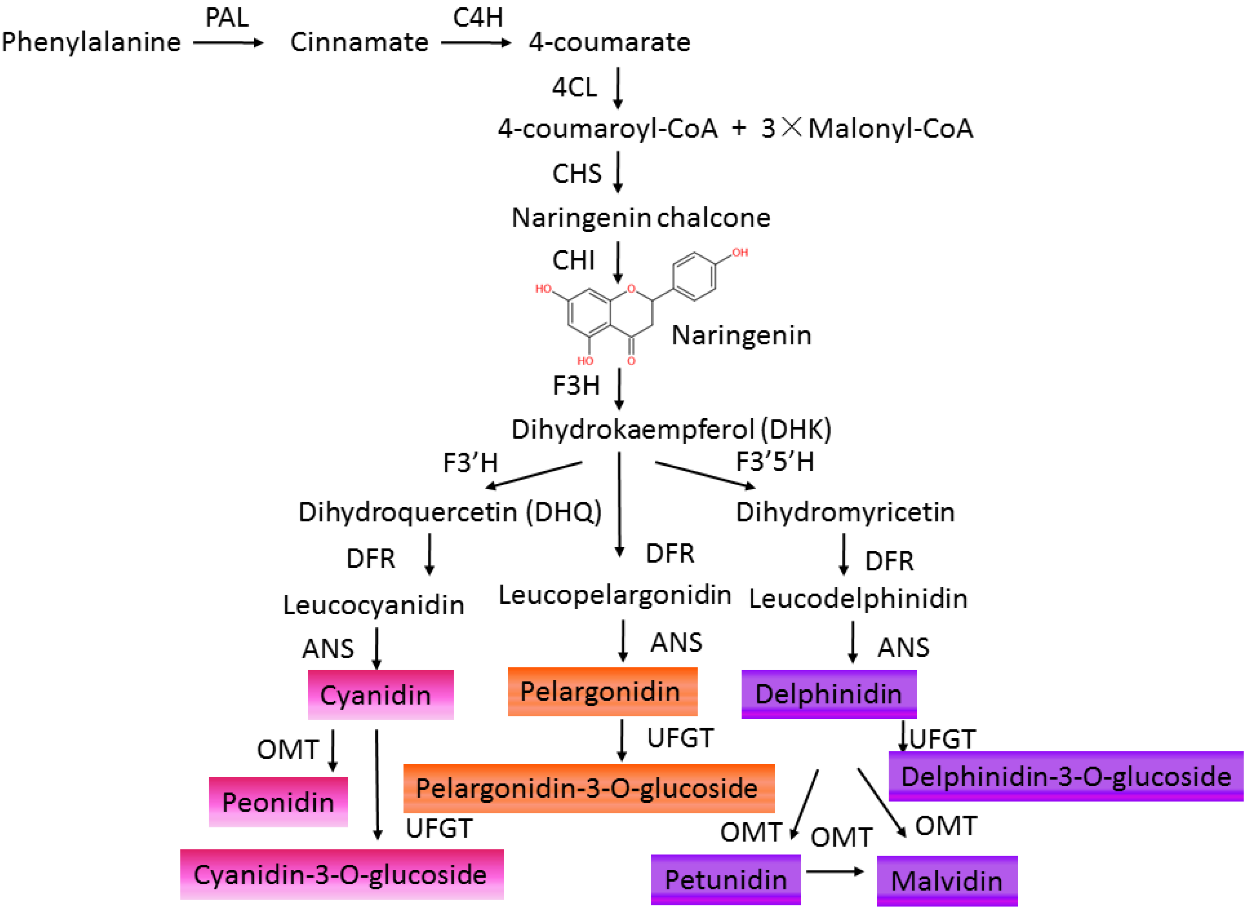 PAL
C4H
Phenylalanine
Cinnamate
4-coumarate
4CL
4-coumaroyl-CoA + 3×Malonyl-CoA
CHS
Naringenin chalcone
CHI
OH
HO
O
Naringenin
HO
O
F3H
Dihydrokaempferol (DHK)
F3’H
F3’5’H
Dihydroquercetin (DHQ)
Dihydromyricetin
DFR
DFR
DFR
Leucocyanidin
Leucopelargonidin
Leucodelphinidin
ANS
ANS
ANS
Cyanidin
Pelargonidin
Delphinidin
OMT
UFGT
UFGT
Peonidin
Pelargonidin-3-O-glucoside
Delphinidin-3-O-glucoside
UFGT
OMT
OMT
OMT
Cyanidin-3-O-glucoside
Petunidin
Malvidin